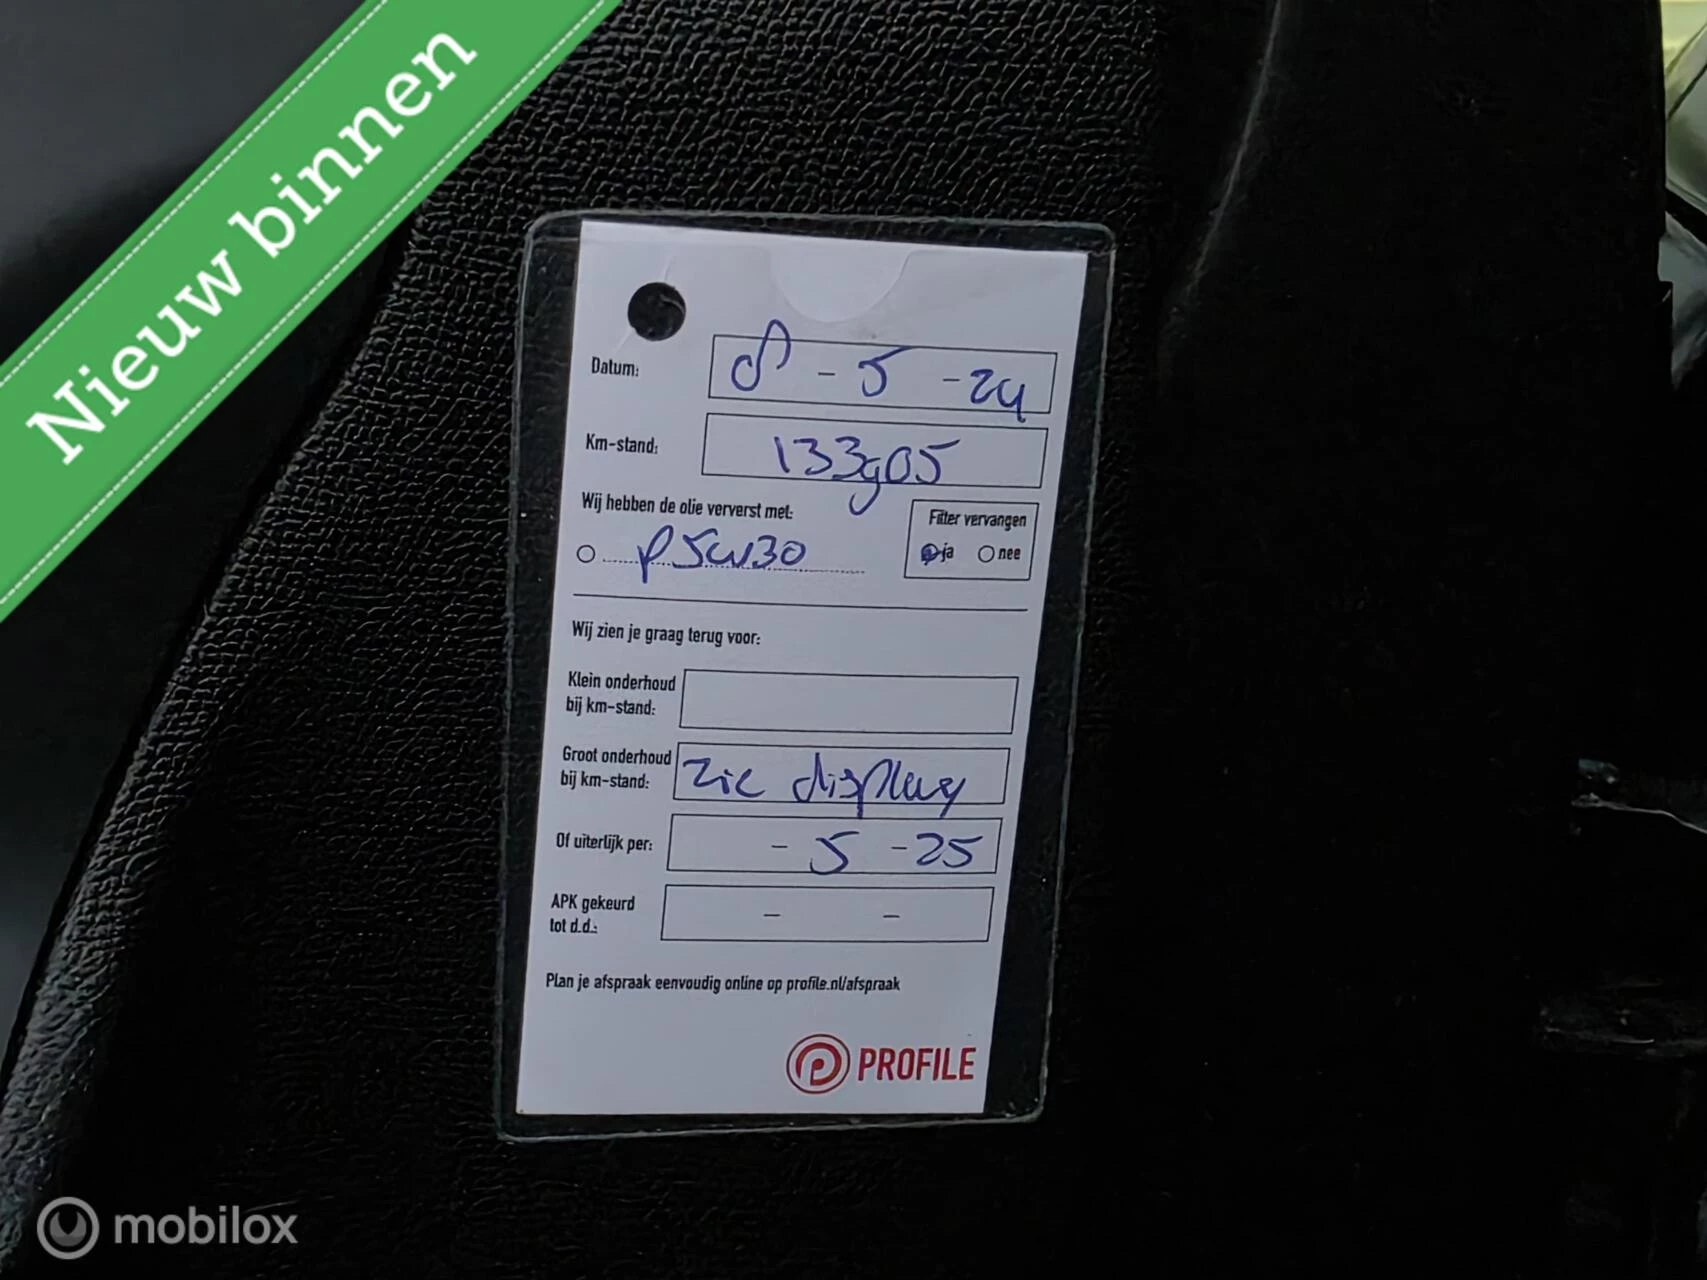 Nieuw binnen
Datum: 8 - 5 - 24
Km-stand: 133905
Wij hebben de olie ververst met:
P5W30
Filter vervangen
ja nee
Wij zien je graag terug voor:
Klein onderhoud
bij km-stand:
Groot onderhoud
bij km-stand: zie display
Of uiterlijk per: - 5 - 25
APK gekeurd
tot d.d.: - -
Plan je afspraak eenvoudig online op profile.nl/afspraak
PROFILE
mobilox